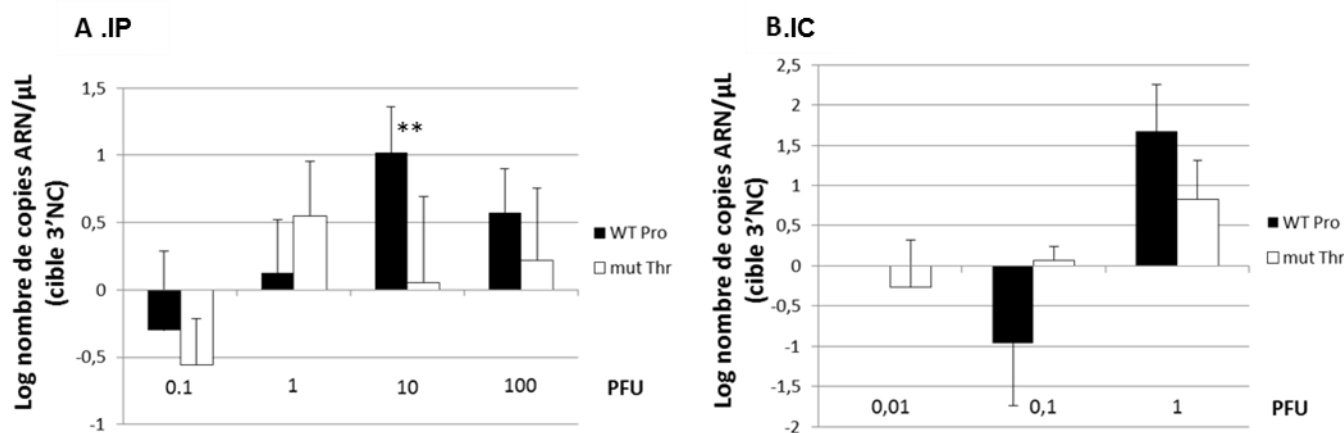 A .IP
Log nombre de copies ARN/µL
(cible 3'NC)
1,5
1
0,5
0
-0,5
-1
**
0.1 1 10 100 PFU
WT Pro
mut Thr
B.IC
Log nombre de copies ARN/µL
(cible 3'NC)
2,5
2
1,5
1
0,5
0
-0,5
-1
-1,5
-2
0,01 0,1 1 PFU
WT Pro
mut Thr